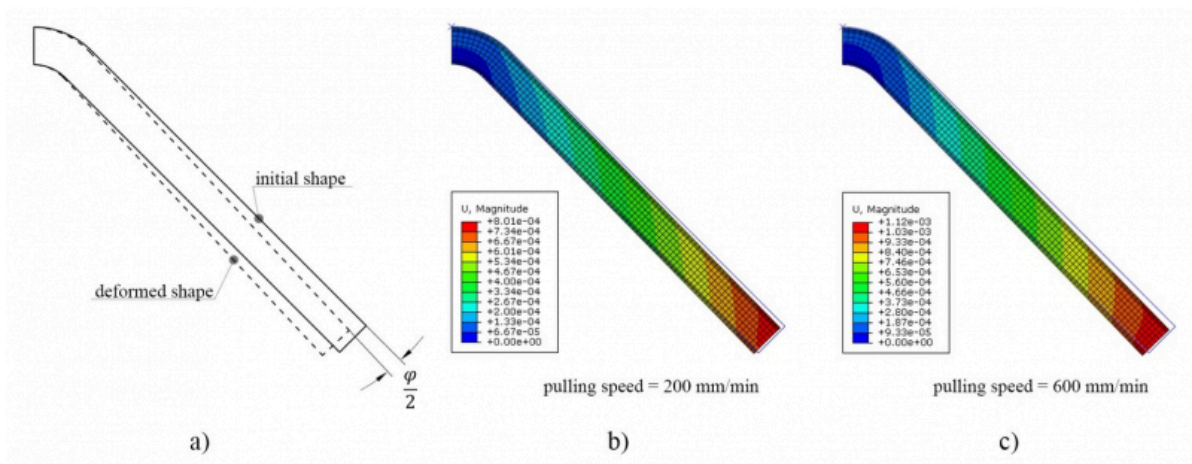 initial shape
deformed shape
φ
2
a)
U, Magnitude
+8.01e-04
+7.34e-04
+6.67e-04
+6.01e-04
+5.34e-04
+4.67e-04
+4.00e-04
+3.34e-04
+2.67e-04
+2.00e-04
+1.33e-04
+6.67e-05
+0.00e+00
pulling speed = 200 mm/min
b)
U, Magnitude
+1.12e-03
+1.03e-03
+9.33e-04
+8.40e-04
+7.46e-04
+6.53e-04
+5.60e-04
+4.66e-04
+3.73e-04
+2.80e-04
+1.87e-04
+9.33e-05
+0.00e+00
pulling speed = 600 mm/min
c)